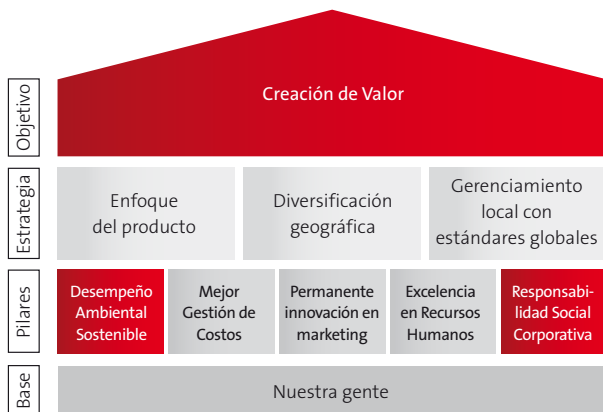 Objetivo
Creación de Valor
Estrategia
Enfoque
del producto
Diversificación
geográfica
Gerenciamiento
local con
estándares globales
Pilares
Desempeño
Ambiental
Sostenible
Mejor
Gestión de
Costos
Permanente
innovación en
marketing
Excelencia
en Recursos
Humanos
Responsabi-
lidad Social
Corporativa
Base
Nuestra gente